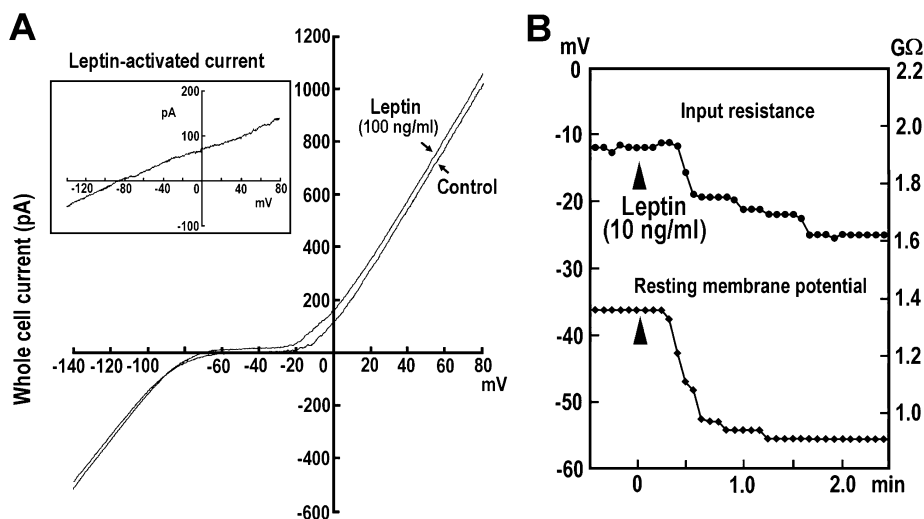 A
Leptin-activated current
200
pA
100
-120 -80 -40 0 40 80
mV
-100
Whole cell current (pA)
1200
1000
800
600
400
200
Leptin
(100 ng/ml)
Control
-140 -120 -100 -60 -40 -20 0 20 40 60 80
mV
-200
-400
-600
B
mV
GΩ
0
-10
-20
-30
-40
-50
-60
2.2
2.0
1.8
1.6
1.4
1.2
1.0
Input resistance
Leptin
(10 ng/ml)
Resting membrane potential
0 1.0 2.0 min